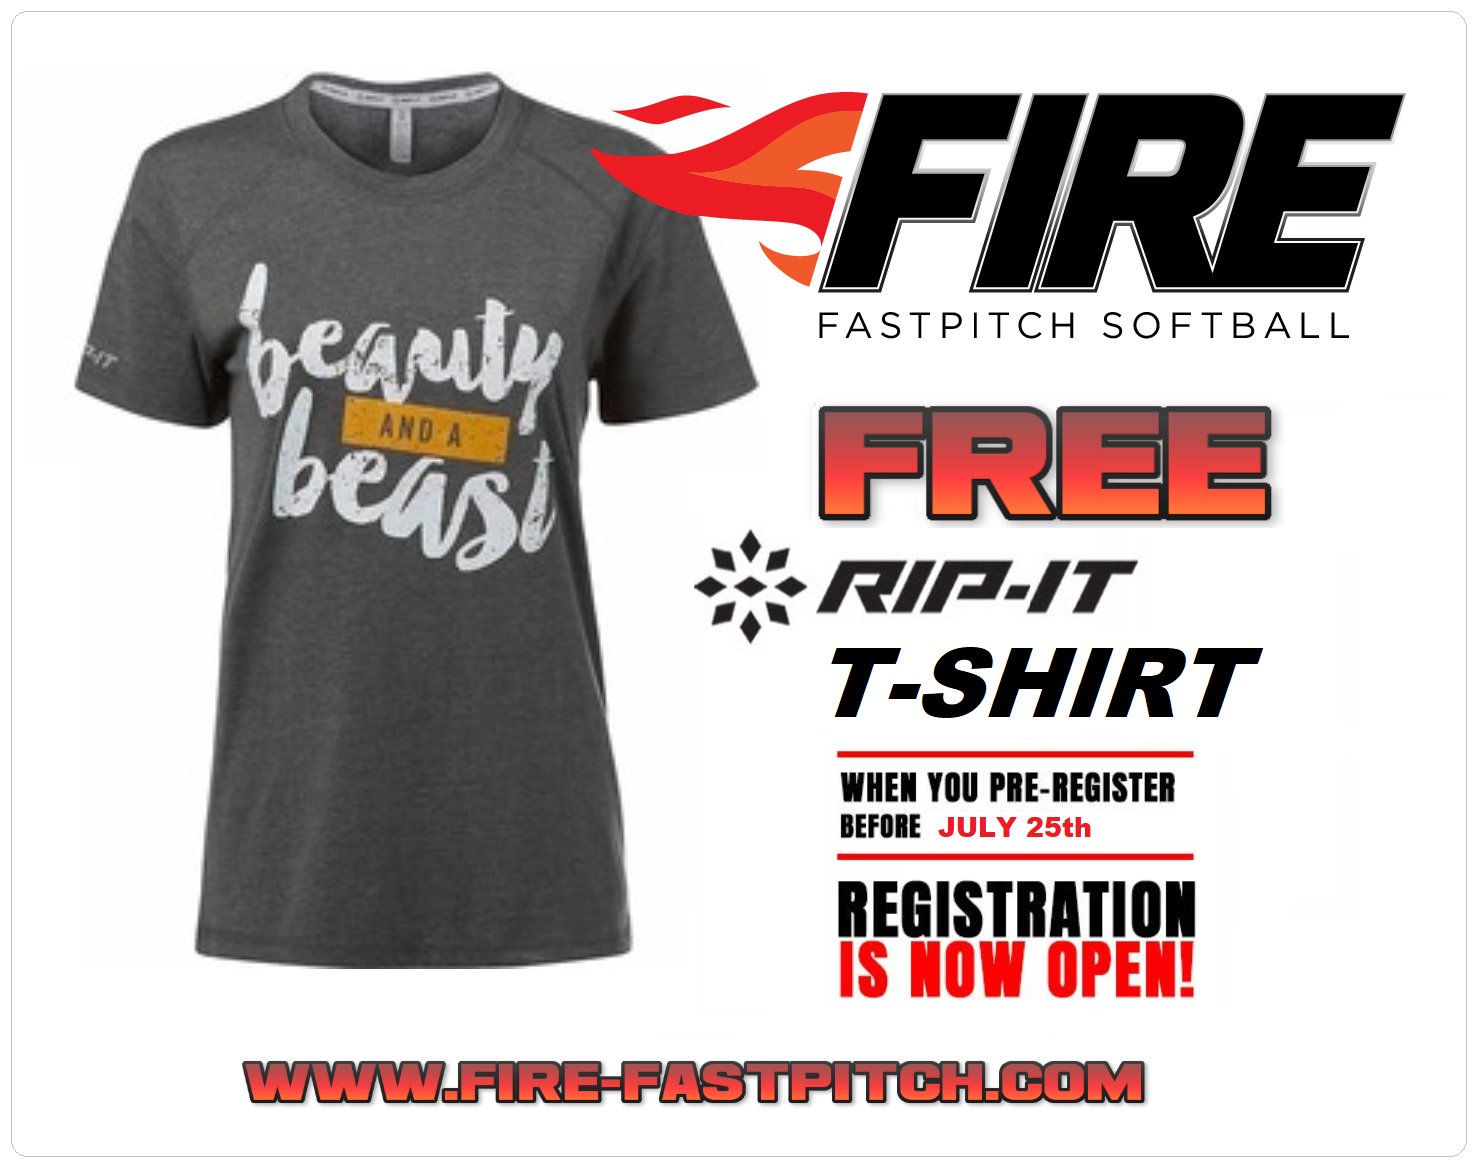 beauty
AND A
beast
FIRE
FASTPITCH SOFTBALL
FREE
RIP-IT
T-SHIRT
WHEN YOU PRE-REGISTER
BEFORE JULY 25th
REGISTRATION
IS NOW OPEN!
WWW.FIRE-FASTPITCH.COM